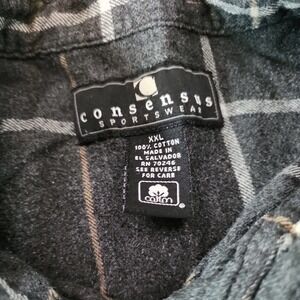 consensus
SPORTSWEAR
XXL
100% COTTON
MADE IN
EL SALVADOR
RN 70246
SEE REVERSE
FOR CARE
cotton
®